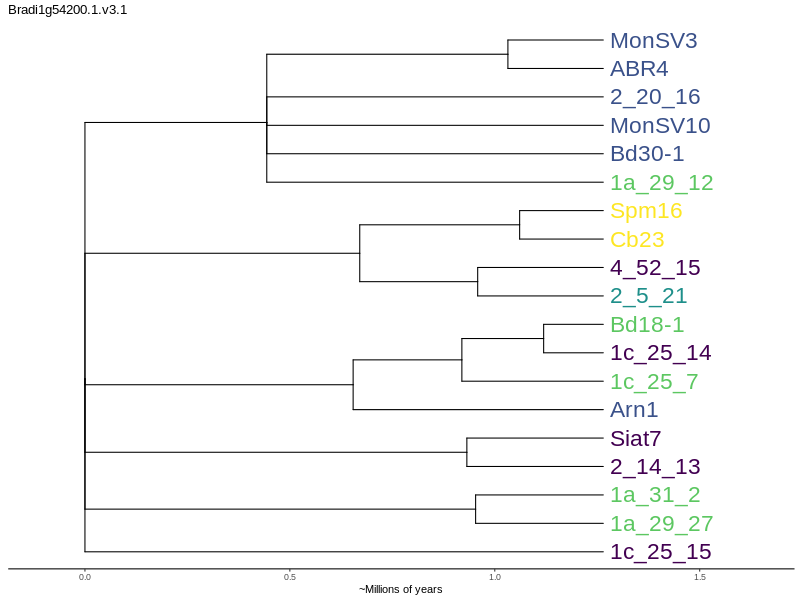 Bradi1g54200.1.v3.1
MonSV3
ABR4
2_20_16
MonSV10
Bd30-1
1a_29_12
Spm16
Cb23
4_52_15
2_5_21
Bd18-1
1c_25_14
1c_25_7
Arn1
Siat7
2_14_13
1a_31_2
1a_29_27
1c_25_15
0.0 0.5 1.0 1.5
~Millions of years